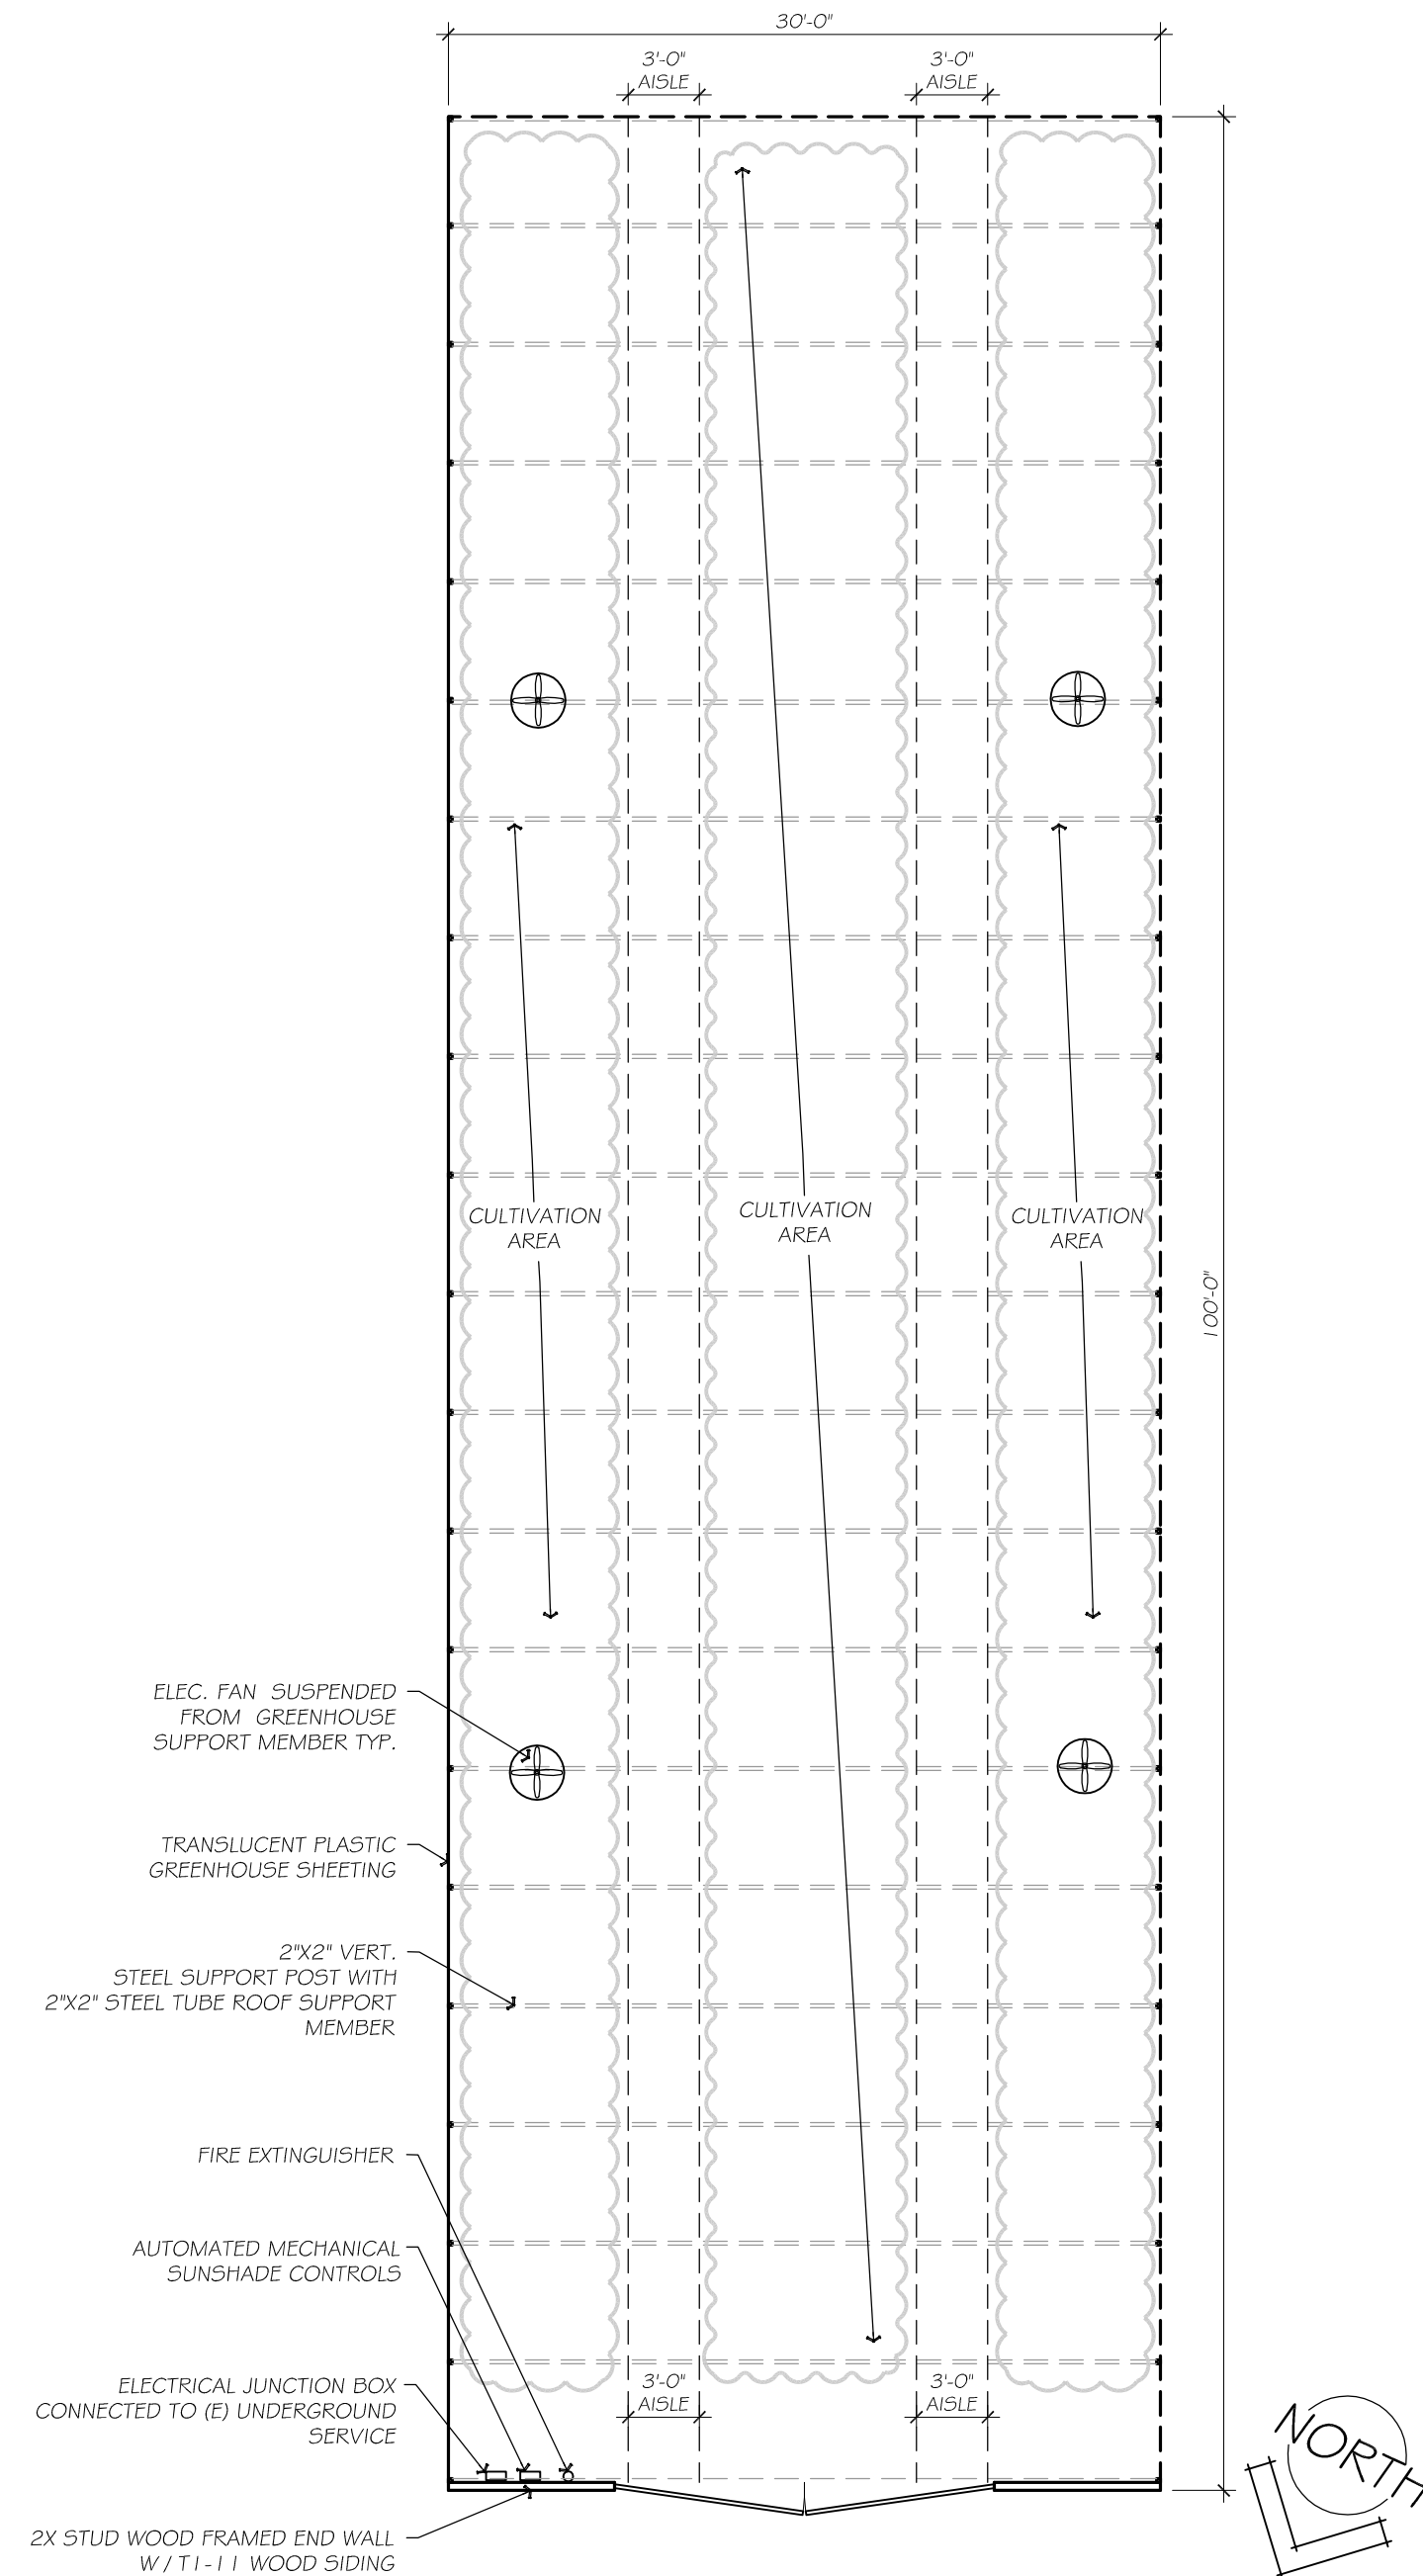 30'-0"
3'-0"
AISLE
3'-0"
AISLE
CULTIVATION
AREA
CULTIVATION
AREA
CULTIVATION
AREA
100'-0"
ELEC. FAN SUSPENDED
FROM GREENHOUSE
SUPPORT MEMBER TYP.
TRANSLUCENT PLASTIC
GREENHOUSE SHEETING
2"X2" VERT.
STEEL SUPPORT POST WITH
2"X2" STEEL TUBE ROOF SUPPORT
MEMBER
FIRE EXTINGUISHER
AUTOMATED MECHANICAL
SUNSHADE CONTROLS
ELECTRICAL JUNCTION BOX
CONNECTED TO (E) UNDERGROUND
SERVICE
3'-0"
AISLE
3'-0"
AISLE
2X STUD WOOD FRAMED END WALL
W/T1-11 WOOD SIDING
NORTH